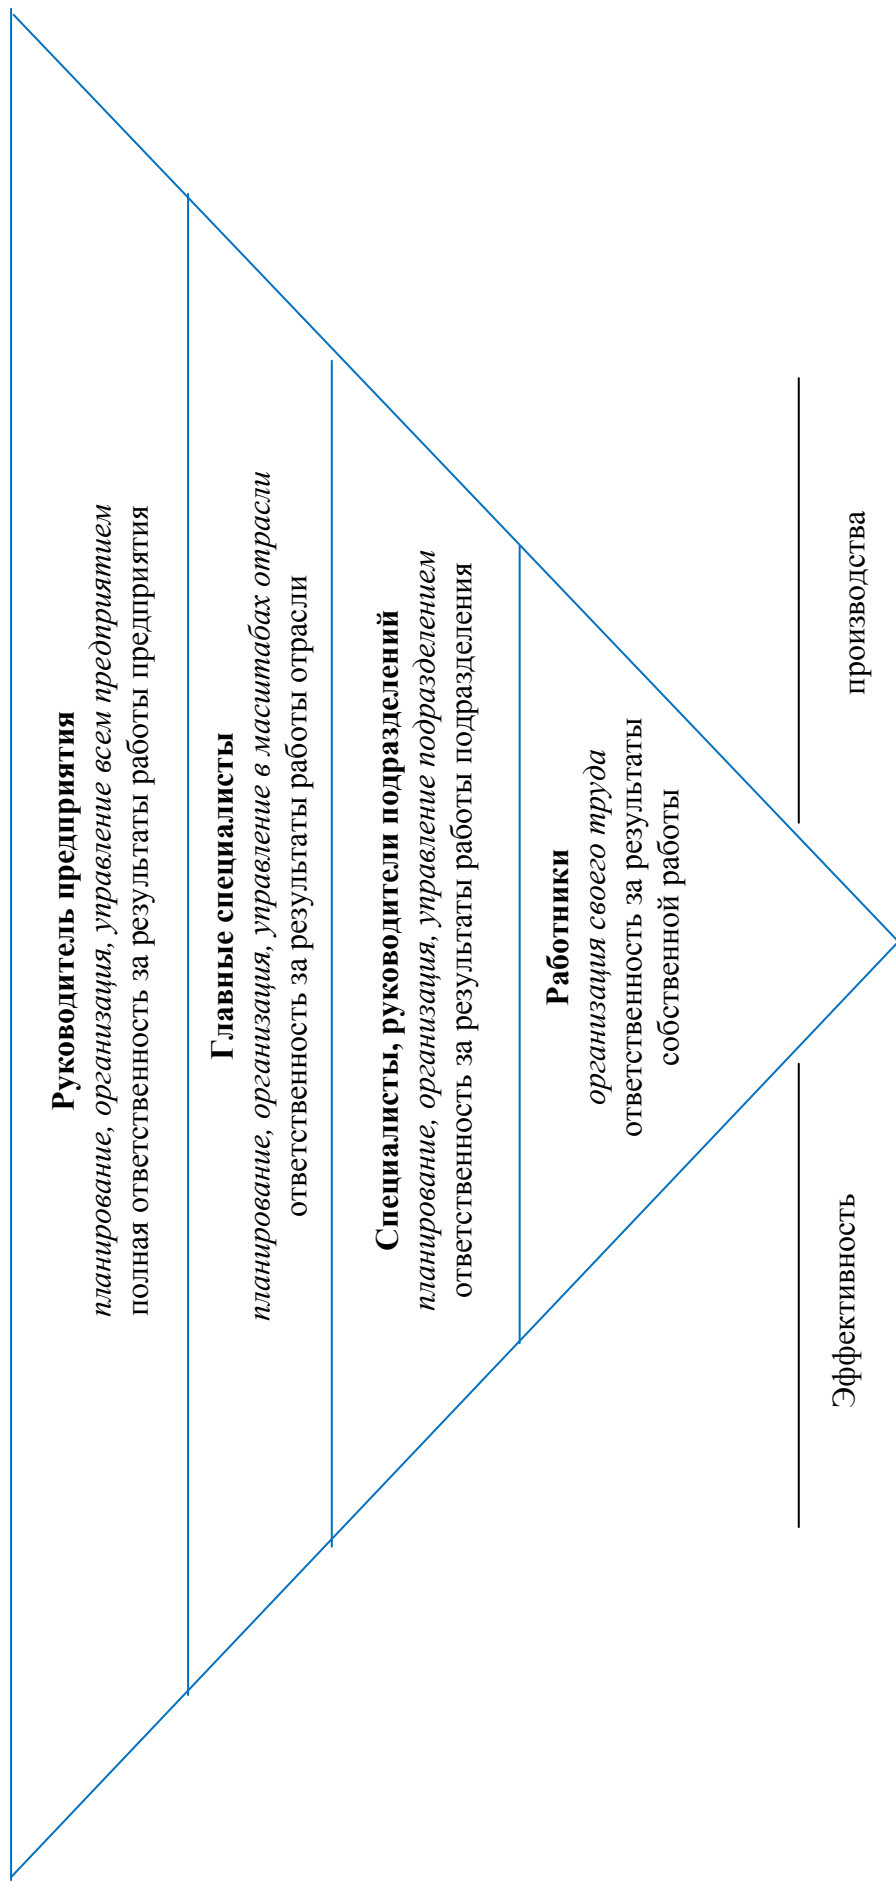 Руководитель предприятия
планирование, организация, управление всем предприятием
полная ответственность за результаты работы предприятия
Главные специалисты
планирование, организация, управление в масштабах отрасли
ответственность за результаты работы отрасли
Специалисты, руководители подразделений
планирование, организация, управление подразделением
ответственность за результаты работы подразделения
Работники
организация своего труда
ответственность за результаты
собственной работы
Эффективность
производства